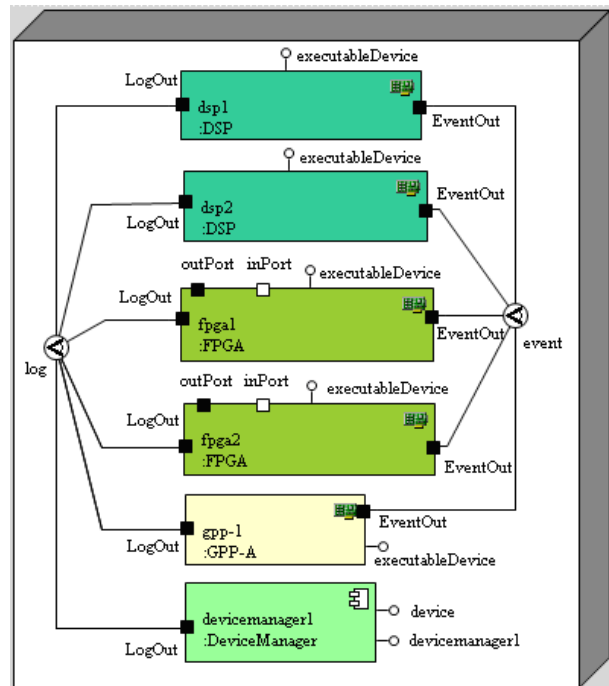 executableDevice
LogOut
dsp1
:DSP
EventOut
executableDevice
EventOut
dsp2
:DSP
LogOut
outPort inPort
executableDevice
LogOut
fpga1
:FPGA
EventOut
event
log
outPort inPort
executableDevice
LogOut
fpga2
:FPGA
EventOut
gpp-1
:GPP-A
EventOut
LogOut
executableDevice
device
devicemanager1
:DeviceManager
devicemanager1
LogOut